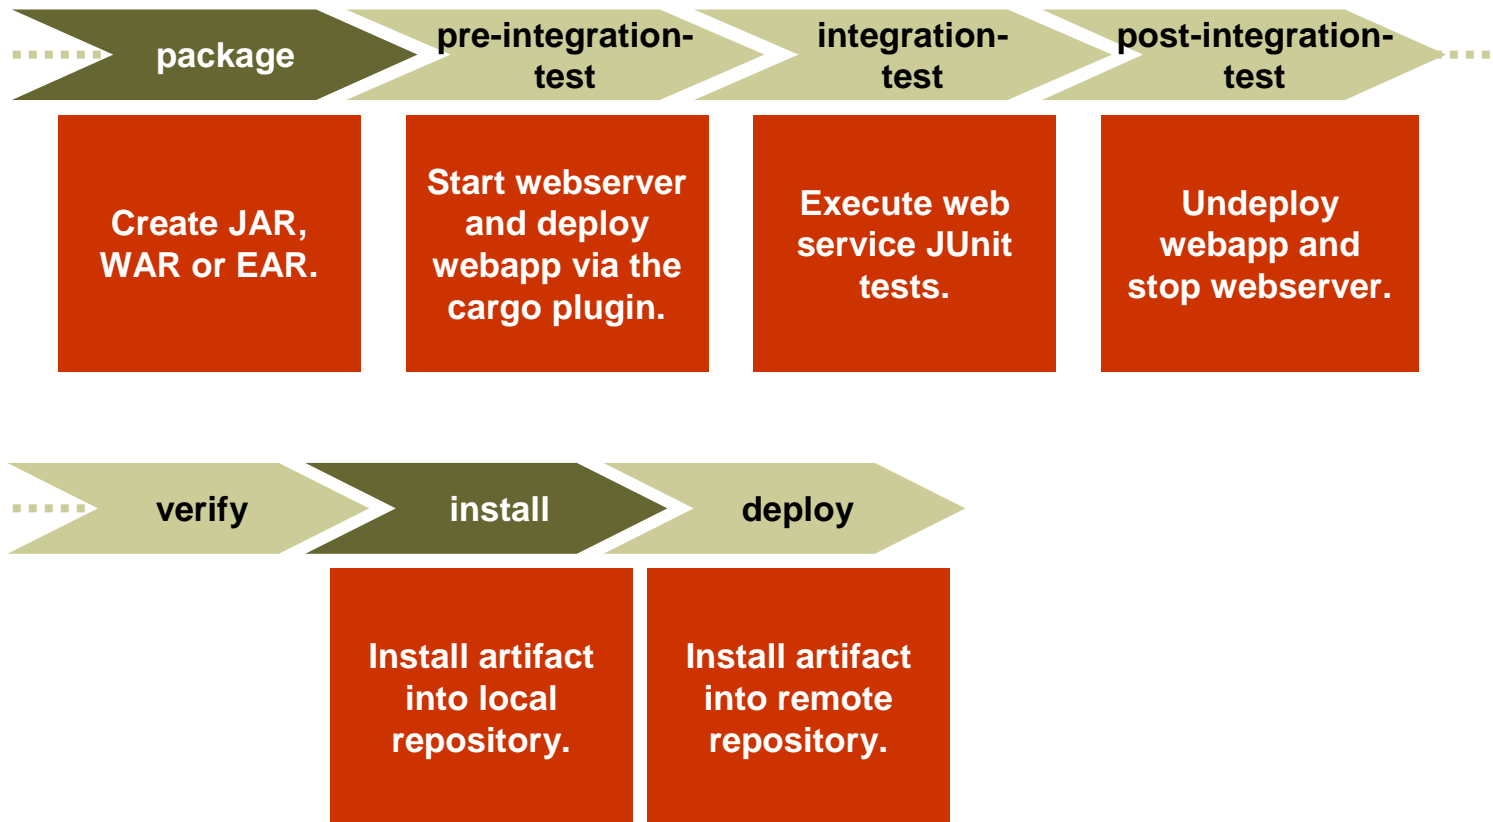 package
pre-integration-
test
integration-
test
post-integration-
test
Create JAR,
WAR or EAR.
Start webserver
and deploy
webapp via the
cargo plugin.
Execute web
service JUnit
tests.
Undeploy
webapp and
stop webserver.
verify
install
deploy
Install artifact
into local
repository.
Install artifact
into remote
repository.